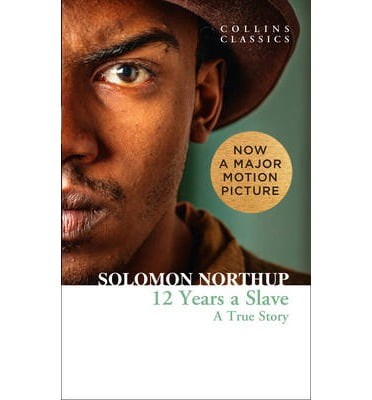 COLLINS
CLASSICS
NOW
A MAJOR
MOTION
PICTURE
SOLOMON NORTHUP
12 Years a Slave
A True Story